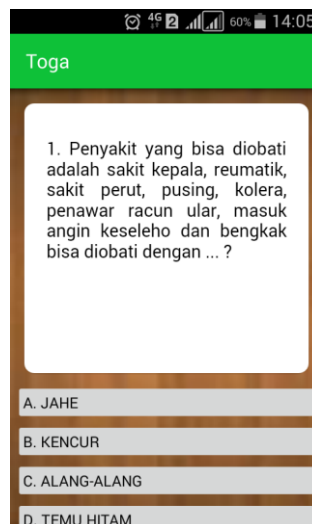 4G 2 60% 14:05
Toga
1. Penyakit yang bisa diobati
adalah sakit kepala, reumatik,
sakit perut, pusing, kolera,
penawar racun ular, masuk
angin keseleho dan bengkak
bisa diobati dengan ... ?
A. JAHE
B. KENCUR
C. ALANG-ALANG
D. TEMU HITAM